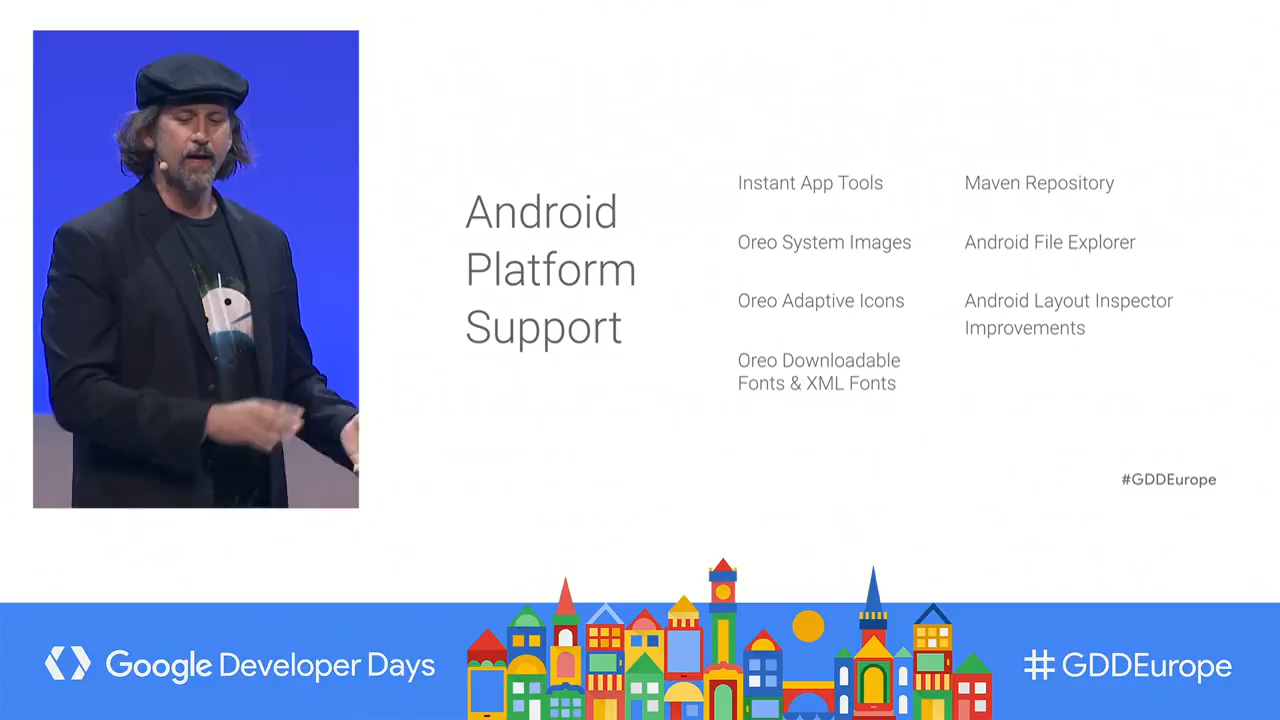 Android
Platform
Support
Instant App Tools
Oreo System Images
Oreo Adaptive Icons
Oreo Downloadable
Fonts & XML Fonts
Maven Repository
Android File Explorer
Android Layout Inspector
Improvements
#GDDEurope
Google Developer Days
#GDDEurope